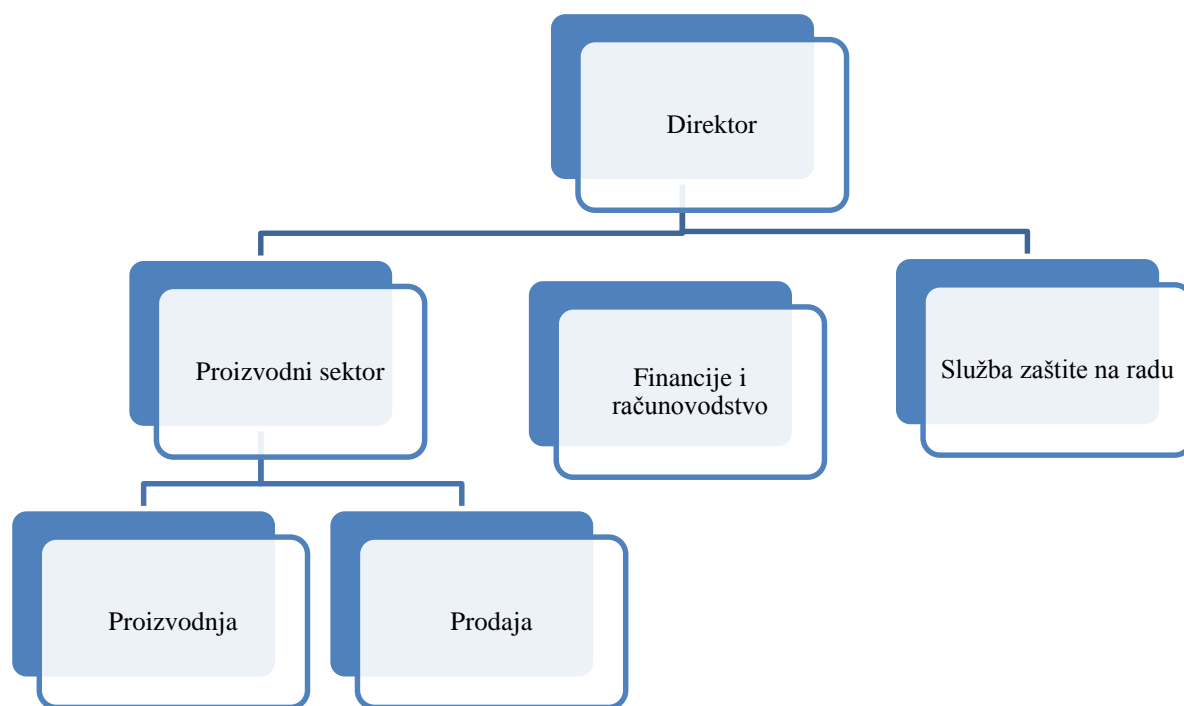 Direktor
Proizvodni sektor
Financije i
računovodstvo
Služba zaštite na radu
Proizvodnja
Prodaja